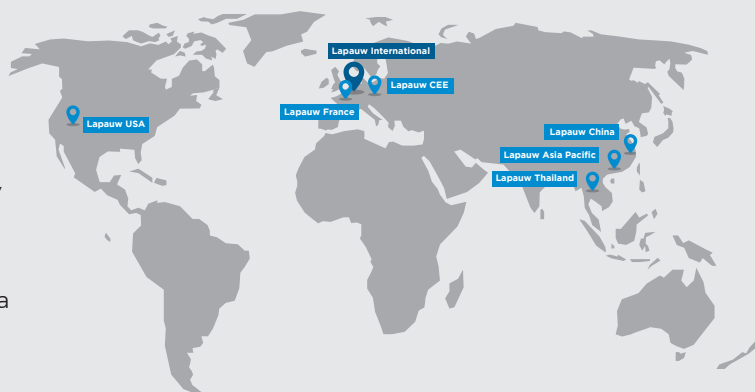 Lapauw International
Lapauw CEE
Lapauw France
Lapauw USA
Lapauw China
Lapauw Asia Pacific
Lapauw Thailand
a